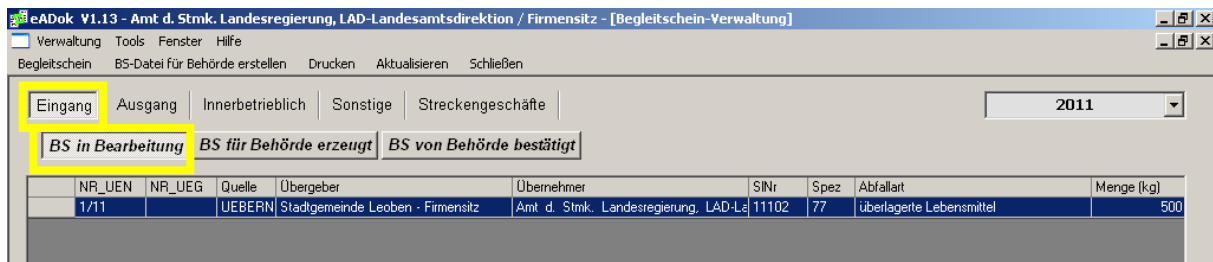 eADok V1.13 - Amt d. Stmk. Landesregierung, LAD-Landesamtsdirektion / Firmensitz - [Begleitschein-Verwaltung]
Verwaltung Tools Fenster Hilfe
Begleitschein BS-Datei für Behörde erstellen Drucken Aktualisieren Schließen
Eingang Ausgang Innerbetrieblich Sonstige Streckengeschäfte 2011
BS in Bearbeitung BS für Behörde erzeugt BS von Behörde bestätigt
NR_UEN NR_UEG Quelle Übergeber Übernehmer SlNr Spez Abfallart Menge (kg)
1/11 UEBERN Stadtgemeinde Leoben - Firmensitz Amt d. Stmk. Landesregierung, LAD-La 11102 77 überlagerte Lebensmittel 500